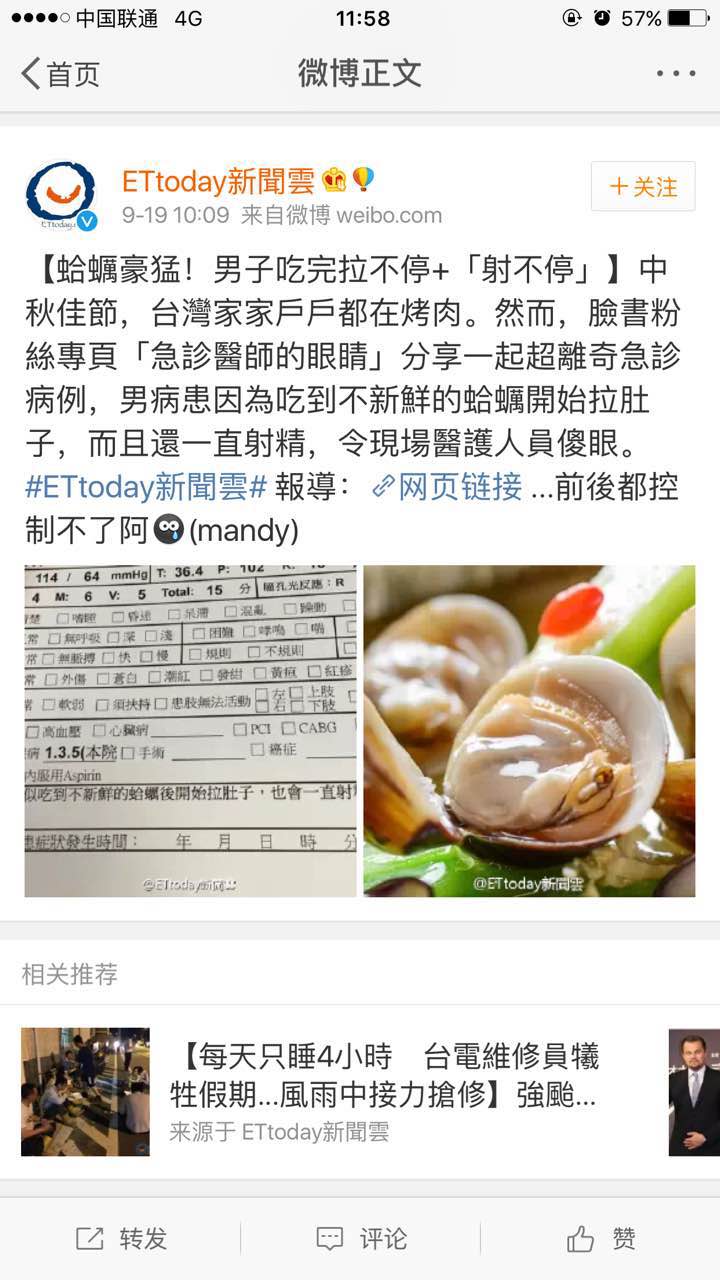 中国联通 4G 11:58 57%
首页 微博正文
ETtoday新聞雲
9-19 10:09 来自微博 weibo.com
＋关注
【蛤蠣豪猛！男子吃完拉不停+「射不停」】中
秋佳節，台灣家家戶戶都在烤肉。然而，臉書粉
絲專頁「急診醫師的眼睛」分享一起超離奇急診
病例，男病患因為吃到不新鮮的蛤蠣開始拉肚
子，而且還一直射精，令現場醫護人員傻眼。
#ETtoday新聞雲# 報導： 网页链接 ...前後都控
制不了阿(mandy)
114 / 64 mmHg T: 36.4 P: 102
4 M: 6 V: 5 Total: 15 分 瞳孔光反應：R
□嗜睡 □昏迷 □呆滯 □混亂 □躁動
常 □無呼吸 □深 □淺 □困難 □哮鳴 □喘
常 □無脈搏 □快 □慢 □規則 □不規則
常 □外傷 □蒼白 □潮紅 □發紺 □黃疸 □紅疹
常 □軟弱 □須扶持 □患肢無法活動 □左 □上肢
□右 □下肢
□高血壓 □心臟病 □PCI □CABG
病 1.3.5(本院 □手術 □癌症
內服用Aspirin
似吃到不新鮮的蛤蠣後開始拉肚子，也會一直射
症狀發生時間： 年 月 日 時 分
@ETtoday新聞雲
@ETtoday新聞雲
相关推荐
【每天只睡4小時 台電維修員犧
牲假期...風雨中接力搶修】強颱...
来源于 ETtoday新聞雲
转发 评论 赞